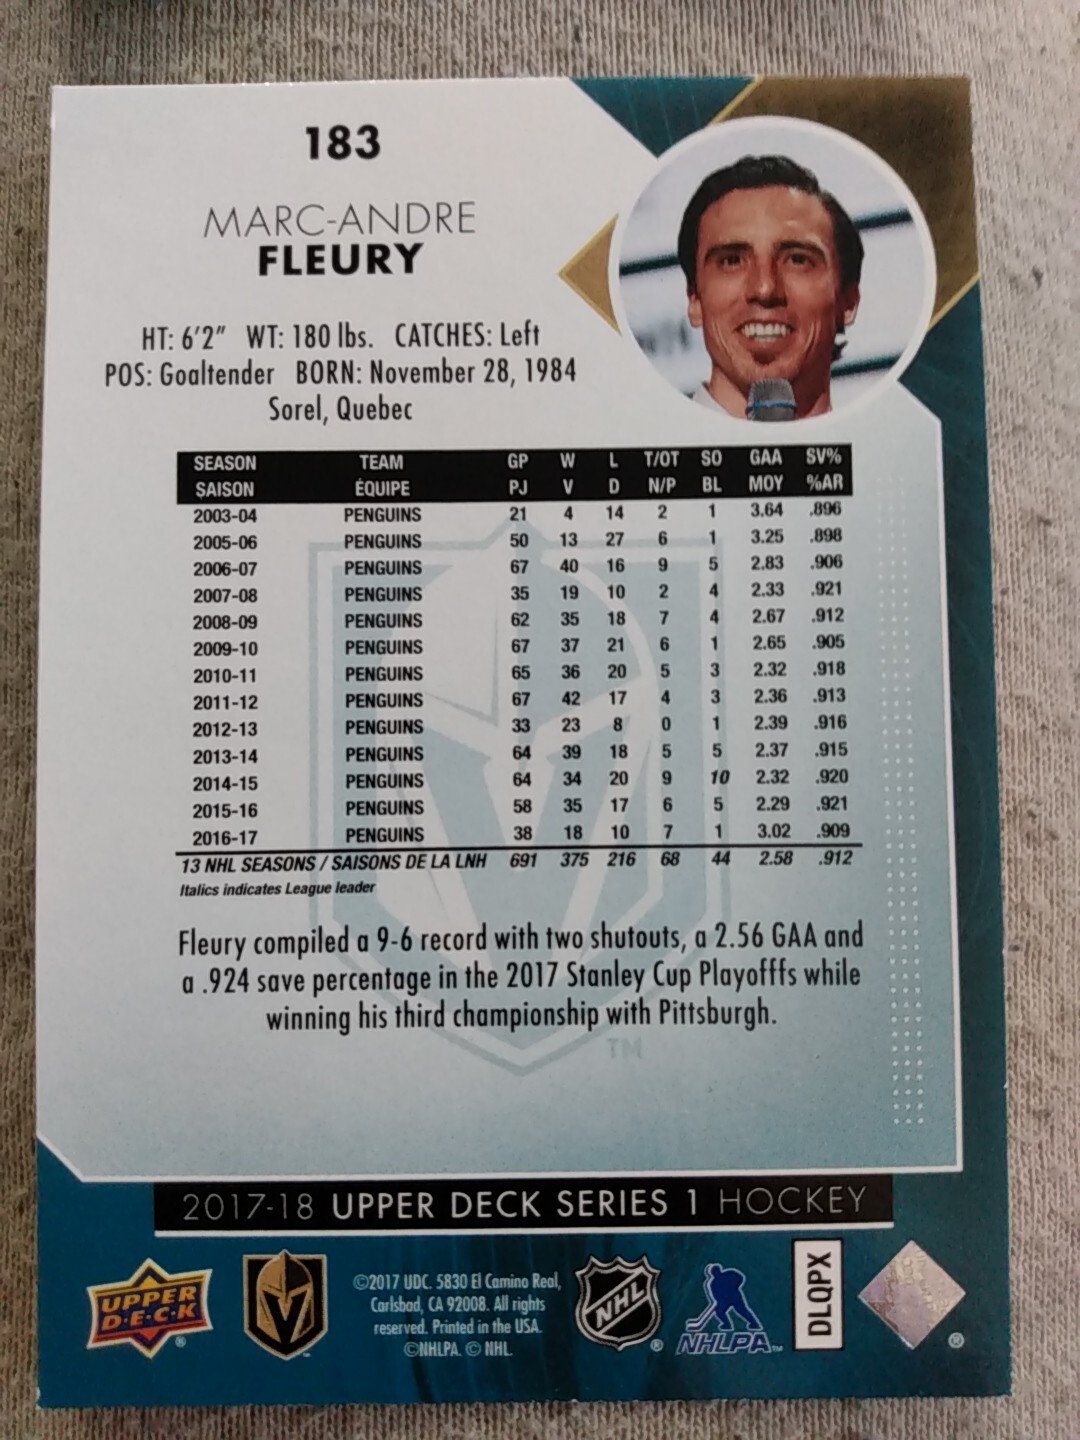 183
MARC-ANDRE
FLEURY
HT: 6'2" WT: 180 lbs. CATCHES: Left
POS: Goaltender BORN: November 28, 1984
Sorel, Quebec
SEASON TEAM GP W L T/OT SO GAA SV%
SAISON ÉQUIPE PJ V D N/P BL MOY %AR
2003-04 PENGUINS 21 4 14 2 1 3.64 .896
2005-06 PENGUINS 50 13 27 6 1 3.25 .898
2006-07 PENGUINS 67 40 16 9 5 2.83 .906
2007-08 PENGUINS 35 19 10 2 4 2.33 .921
2008-09 PENGUINS 62 35 18 7 4 2.67 .912
2009-10 PENGUINS 67 37 21 6 1 2.65 .905
2010-11 PENGUINS 65 36 20 5 3 2.32 .918
2011-12 PENGUINS 67 42 17 4 3 2.36 .913
2012-13 PENGUINS 33 23 8 0 1 2.39 .916
2013-14 PENGUINS 64 39 18 5 5 2.37 .915
2014-15 PENGUINS 64 34 20 9 10 2.32 .920
2015-16 PENGUINS 58 35 17 6 5 2.29 .921
2016-17 PENGUINS 38 18 10 7 1 3.02 .909
13 NHL SEASONS / SAISONS DE LA LNH 691 375 216 68 44 2.58 .912
Italics indicates League leader
Fleury compiled a 9-6 record with two shutouts, a 2.56 GAA and
a .924 save percentage in the 2017 Stanley Cup Playofffs while
winning his third championship with Pittsburgh.
TM
2017-18 UPPER DECK SERIES 1 HOCKEY
UPPER
D·E·C·K
®
©2017 UDC. 5830 El Camino Real,
Carlsbad, CA 92008. All rights
reserved. Printed in the USA.
©NHLPA. © NHL.
NHL
®
NHLPA™
DLQPX
®